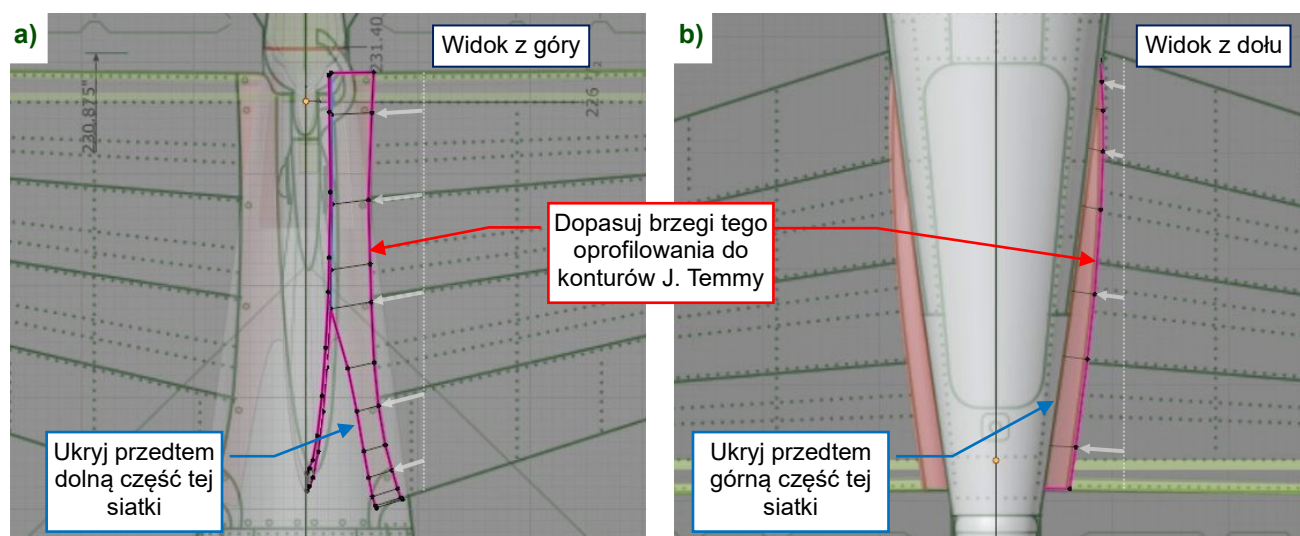 a)
Widok z góry
231.40
230.875"
226
b)
Widok z dołu
Dopasuj brzegi tego
oprofilowania do
konturów J. Temmy
Ukryj przedtem
dolną część tej
siatki
Ukryj przedtem
górną część tej
siatki